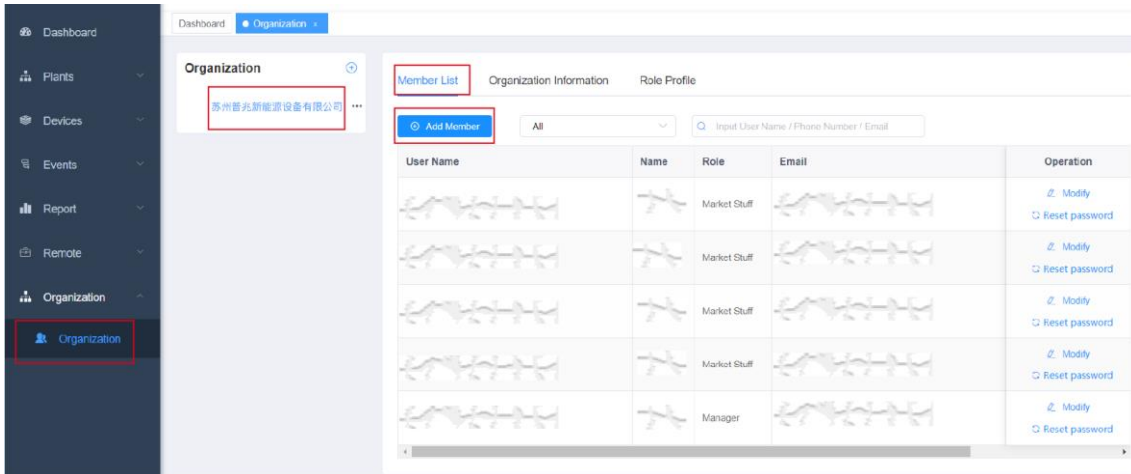 Dashboard
Plants
Devices
Events
Report
Remote
Organization
Organization
Dashboard
Organization ×
Organization
苏州普兆新能源设备有限公司 •••
Member List Organization Information Role Profile
Add Member All Input User Name / Phone Number / Email
User Name Name Role Email Operation
Market Stuff Modify
Reset password
Market Stuff Modify
Reset password
Market Stuff Modify
Reset password
Market Stuff Modify
Reset password
Manager Modify
Reset password